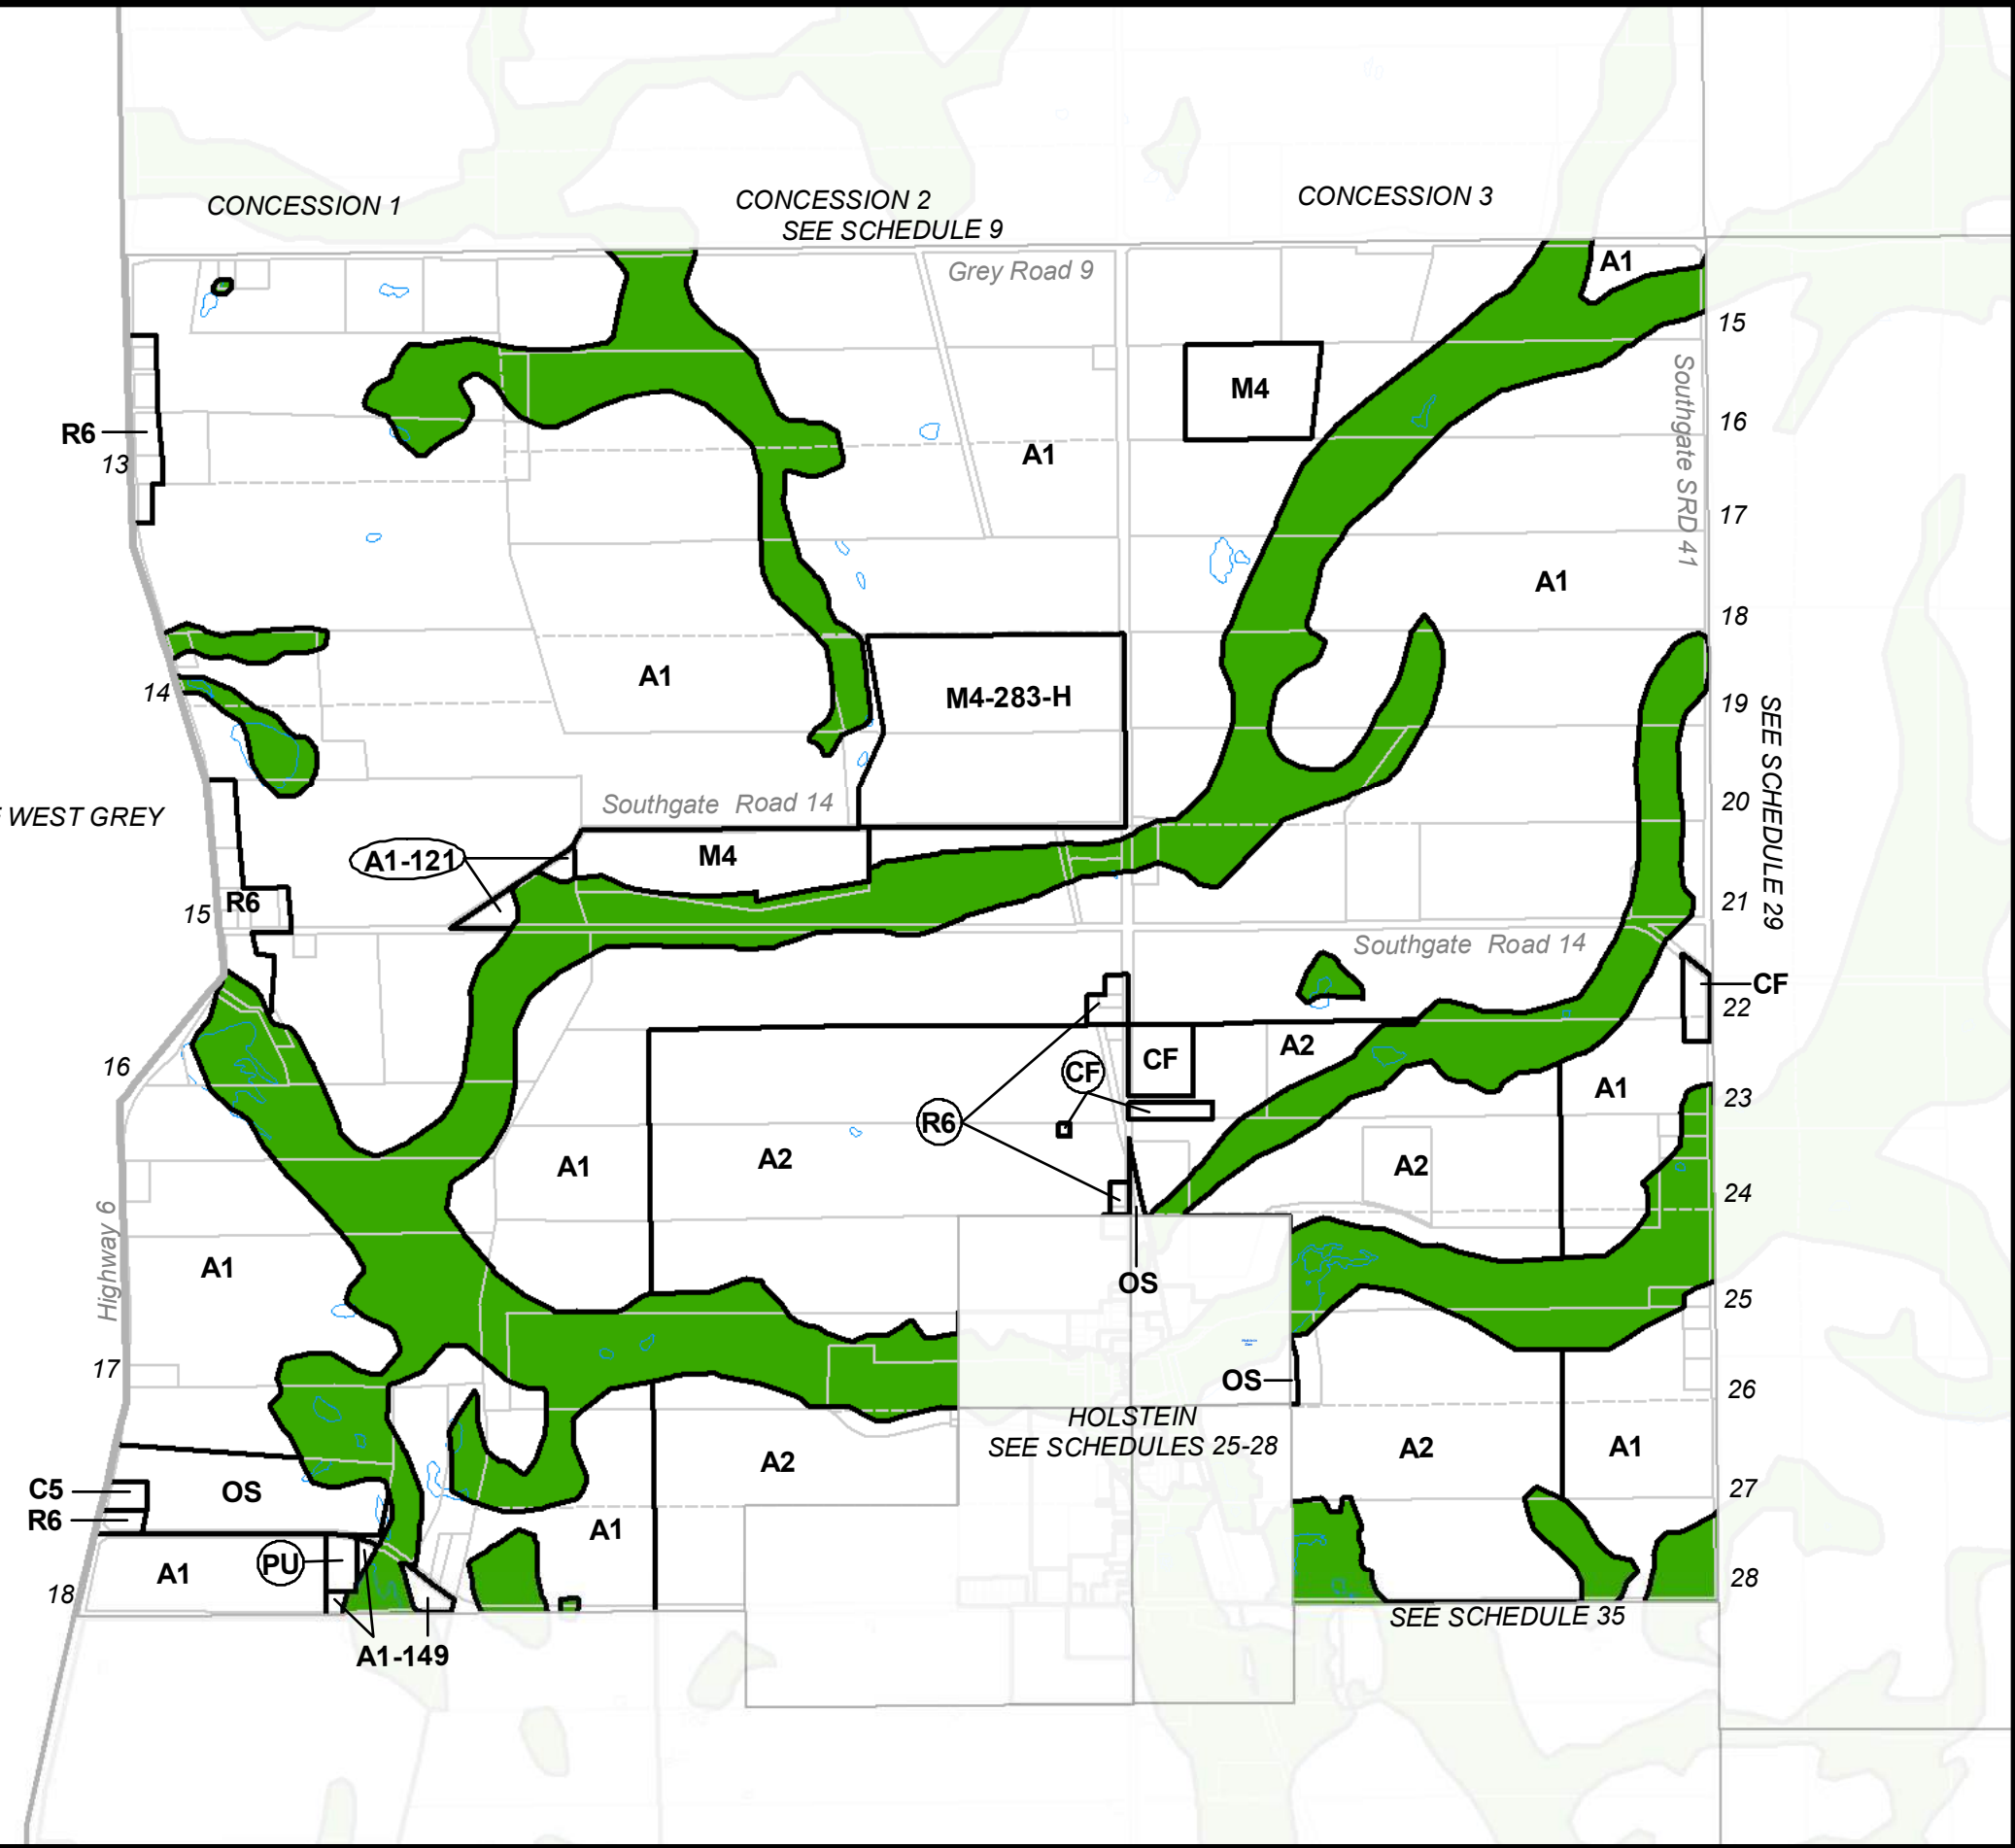 CONCESSION 1
CONCESSION 2
CONCESSION 3
SEE SCHEDULE 9
Grey Road 9
A1
15
M4
16
R6
13
A1
Southgate SRD 41
17
A1
18
14
A1
M4-283-H
19
SEE SCHEDULE 29
20
WEST GREY
Southgate Road 14
A1-121
M4
R6
15
21
Southgate Road 14
CF
22
16
A2
CF
CF
A1
23
R6
A1
A2
A2
24
Highway 6
A1
OS
25
17
OS
26
HOLSTEIN
SEE SCHEDULES 25-28
A2
A2
A1
C5
OS
27
R6
A1
PU
A1
28
18
SEE SCHEDULE 35
A1-149